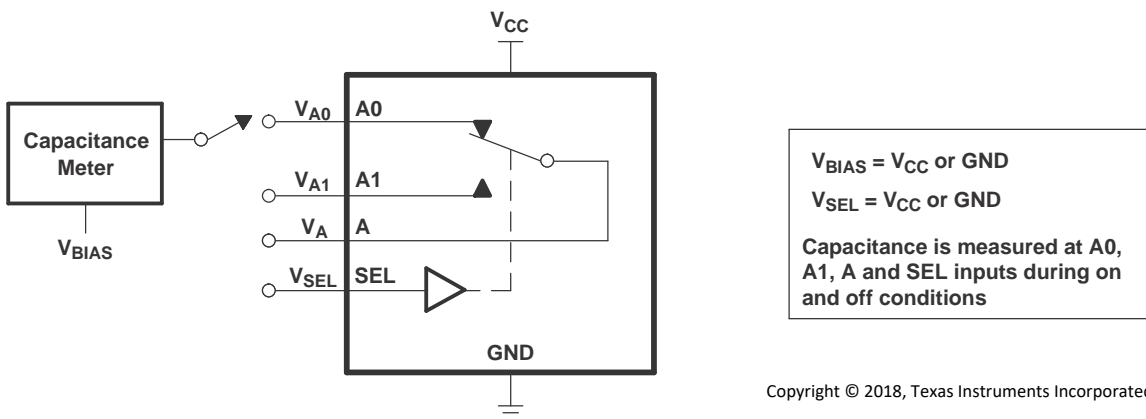 VCC
Capacitance
Meter
VBIAS
VA0 A0
VA1 A1
VA A
VSEL SEL
GND
VBIAS = VCC or GND
VSEL = VCC or GND
Capacitance is measured at A0,
A1, A and SEL inputs during on
and off conditions
Copyright © 2018, Texas Instruments Incorporated